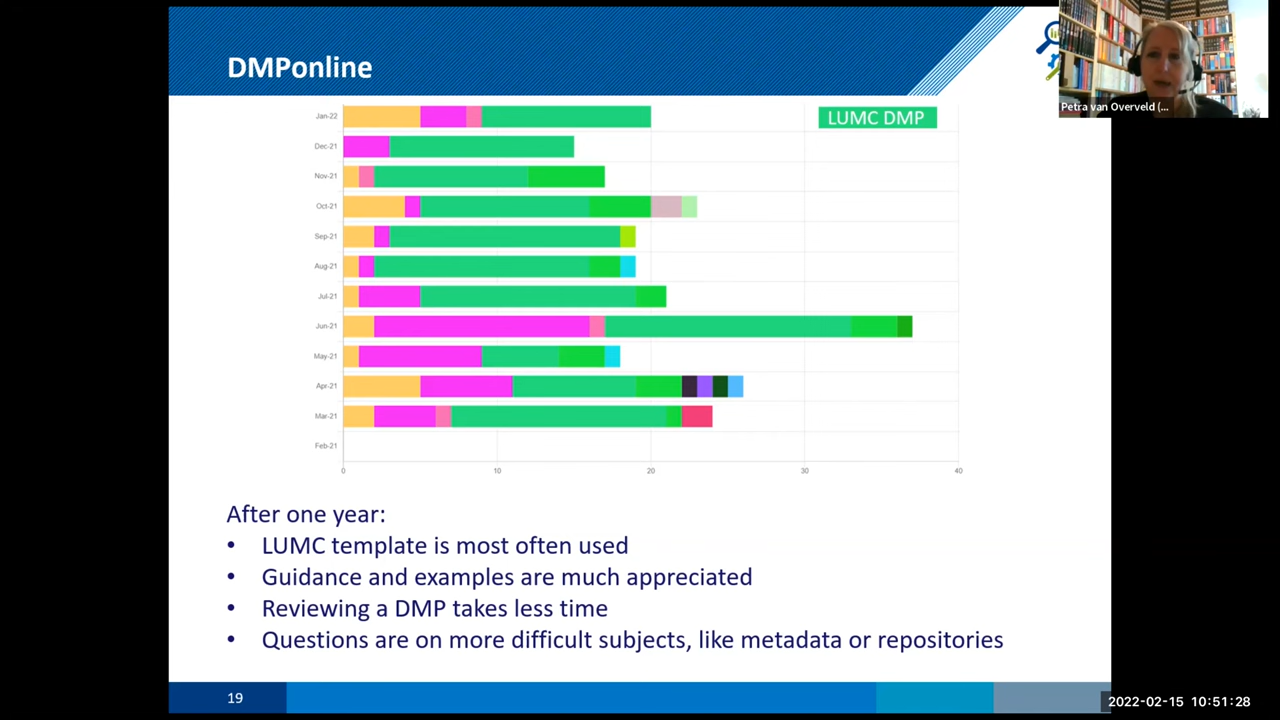 DMPonline
Petra van Overveld (...
LUMC DMP
Jan-22
Dec-21
Nov-21
Oct-21
Sep-21
Aug-21
Jul-21
Jun-21
May-21
Apr-21
Mar-21
Feb-21
0 10 20 30 40
After one year:
• LUMC template is most often used
• Guidance and examples are much appreciated
• Reviewing a DMP takes less time
• Questions are on more difficult subjects, like metadata or repositories
19
2022-02-15 10:51:28